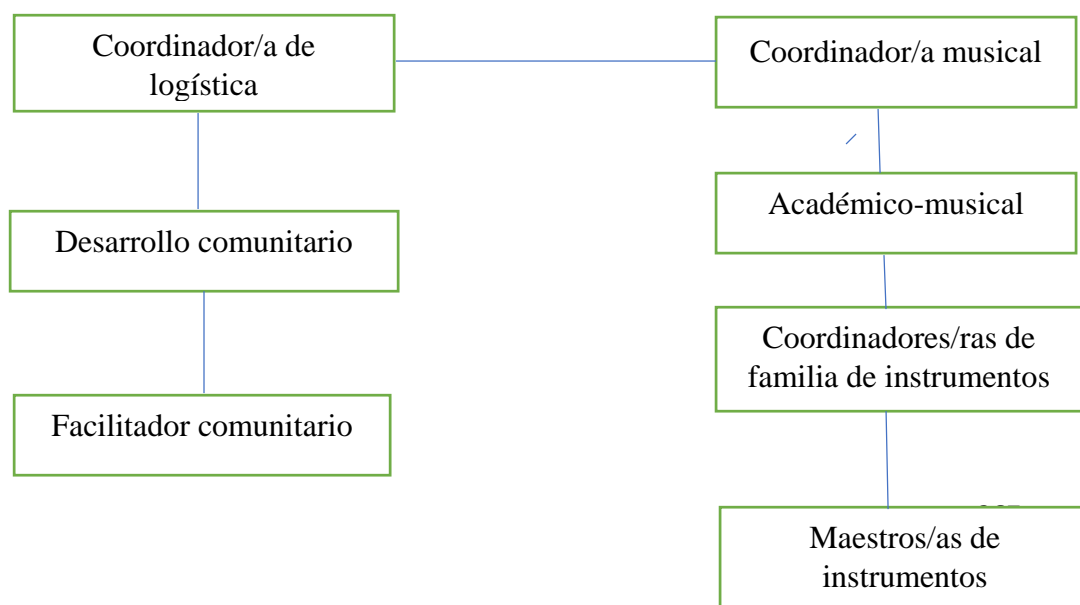 Coordinador/a de
logística
Coordinador/a musical
Desarrollo comunitario
Académico-musical
Facilitador comunitario
Coordinadores/ras de
familia de instrumentos
Maestros/as de
instrumentos